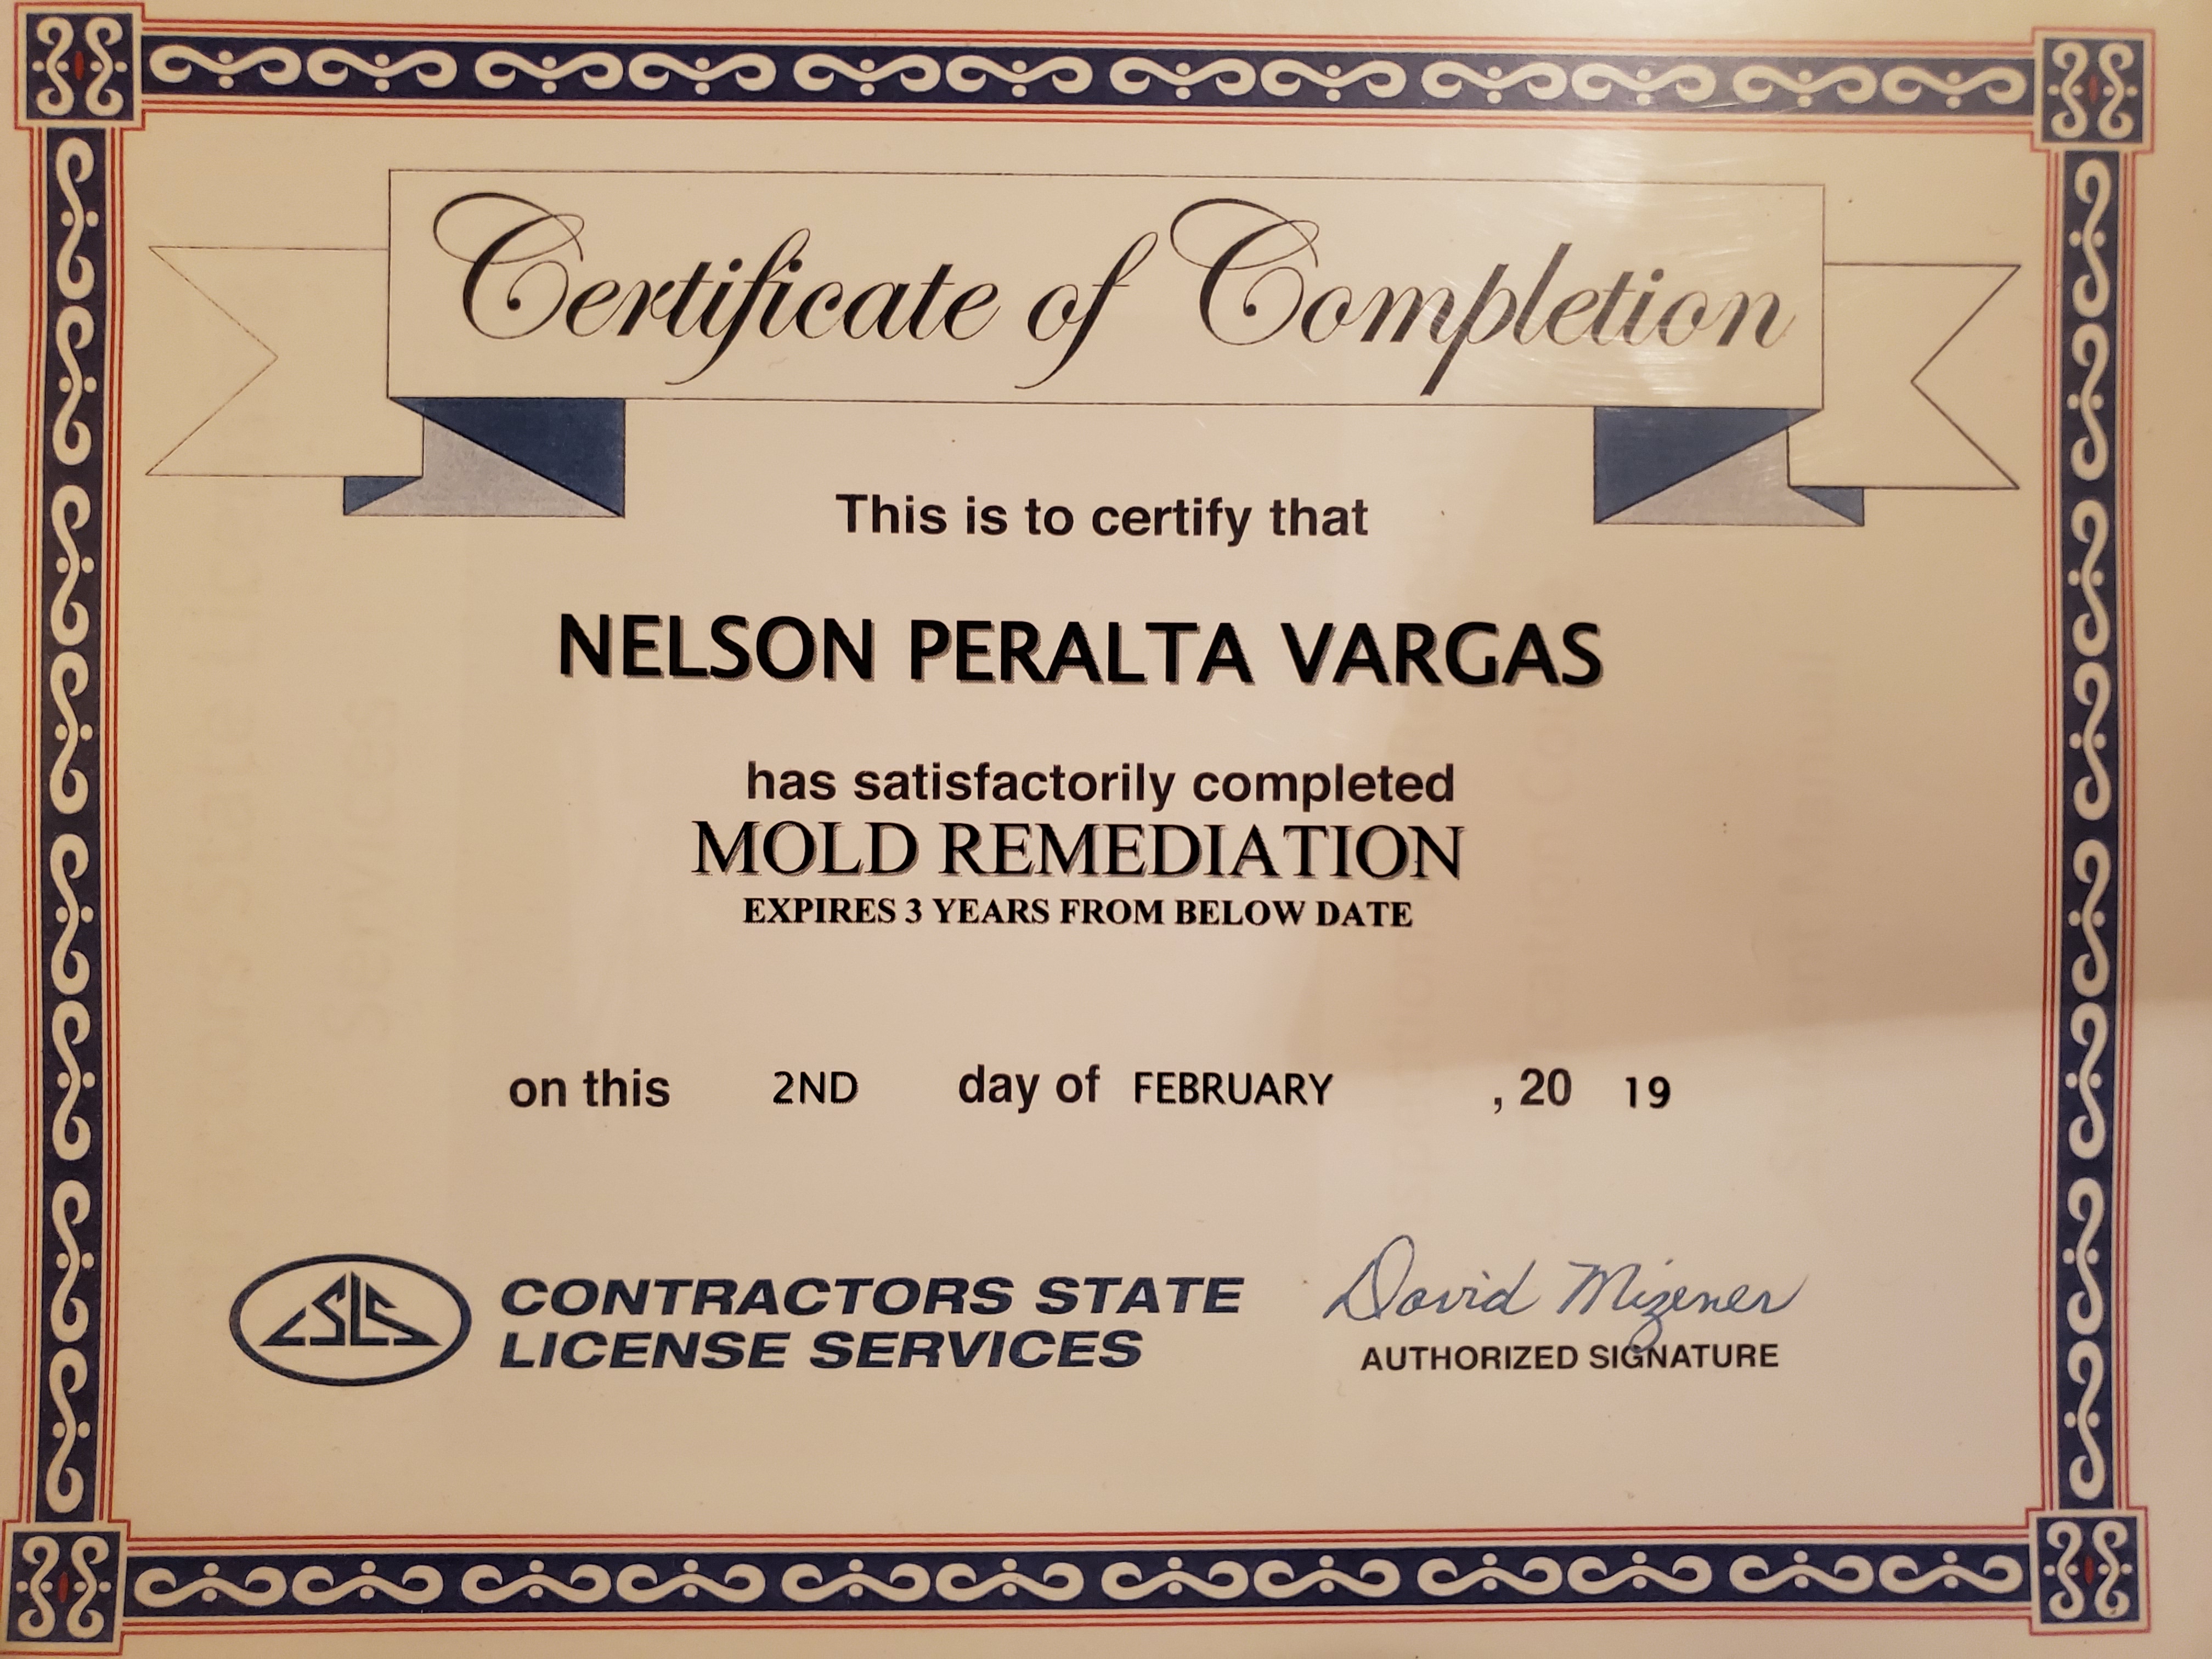 Certificate of Completion
This is to certify that
NELSON PERALTA VARGAS
has satisfactorily completed
MOLD REMEDIATION
EXPIRES 3 YEARS FROM BELOW DATE
on this 2ND day of FEBRUARY , 20 19
CSLS
CONTRACTORS STATE
LICENSE SERVICES
David Mizener
AUTHORIZED SIGNATURE